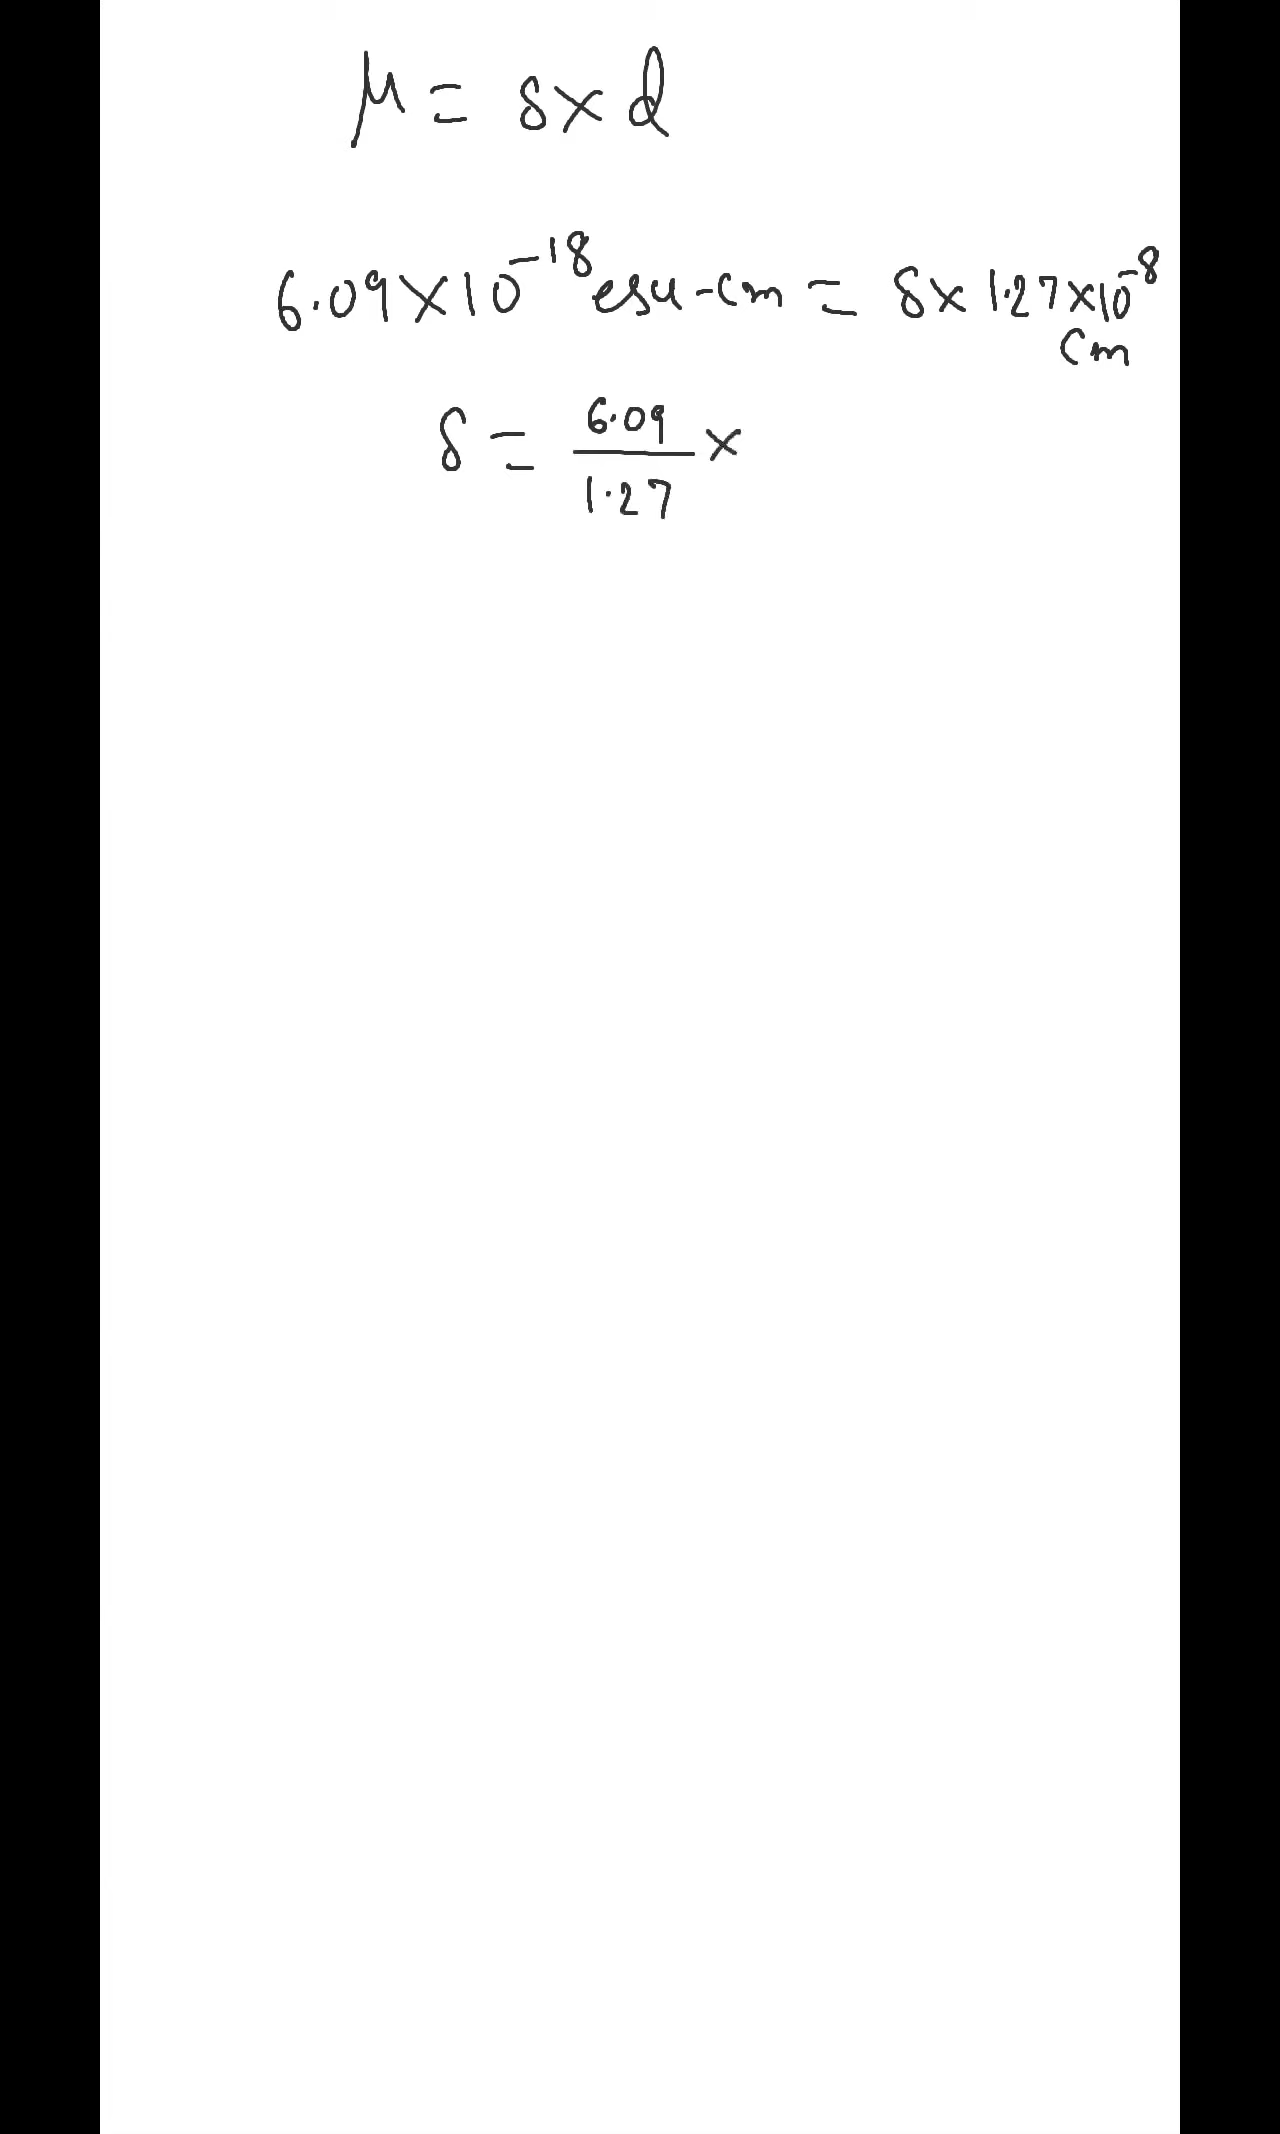 μ = δ × d
6.09 × 10⁻¹⁸ esu-cm = δ × 1.27 × 10⁻⁸
cm
δ = 6.09/1.27 ×